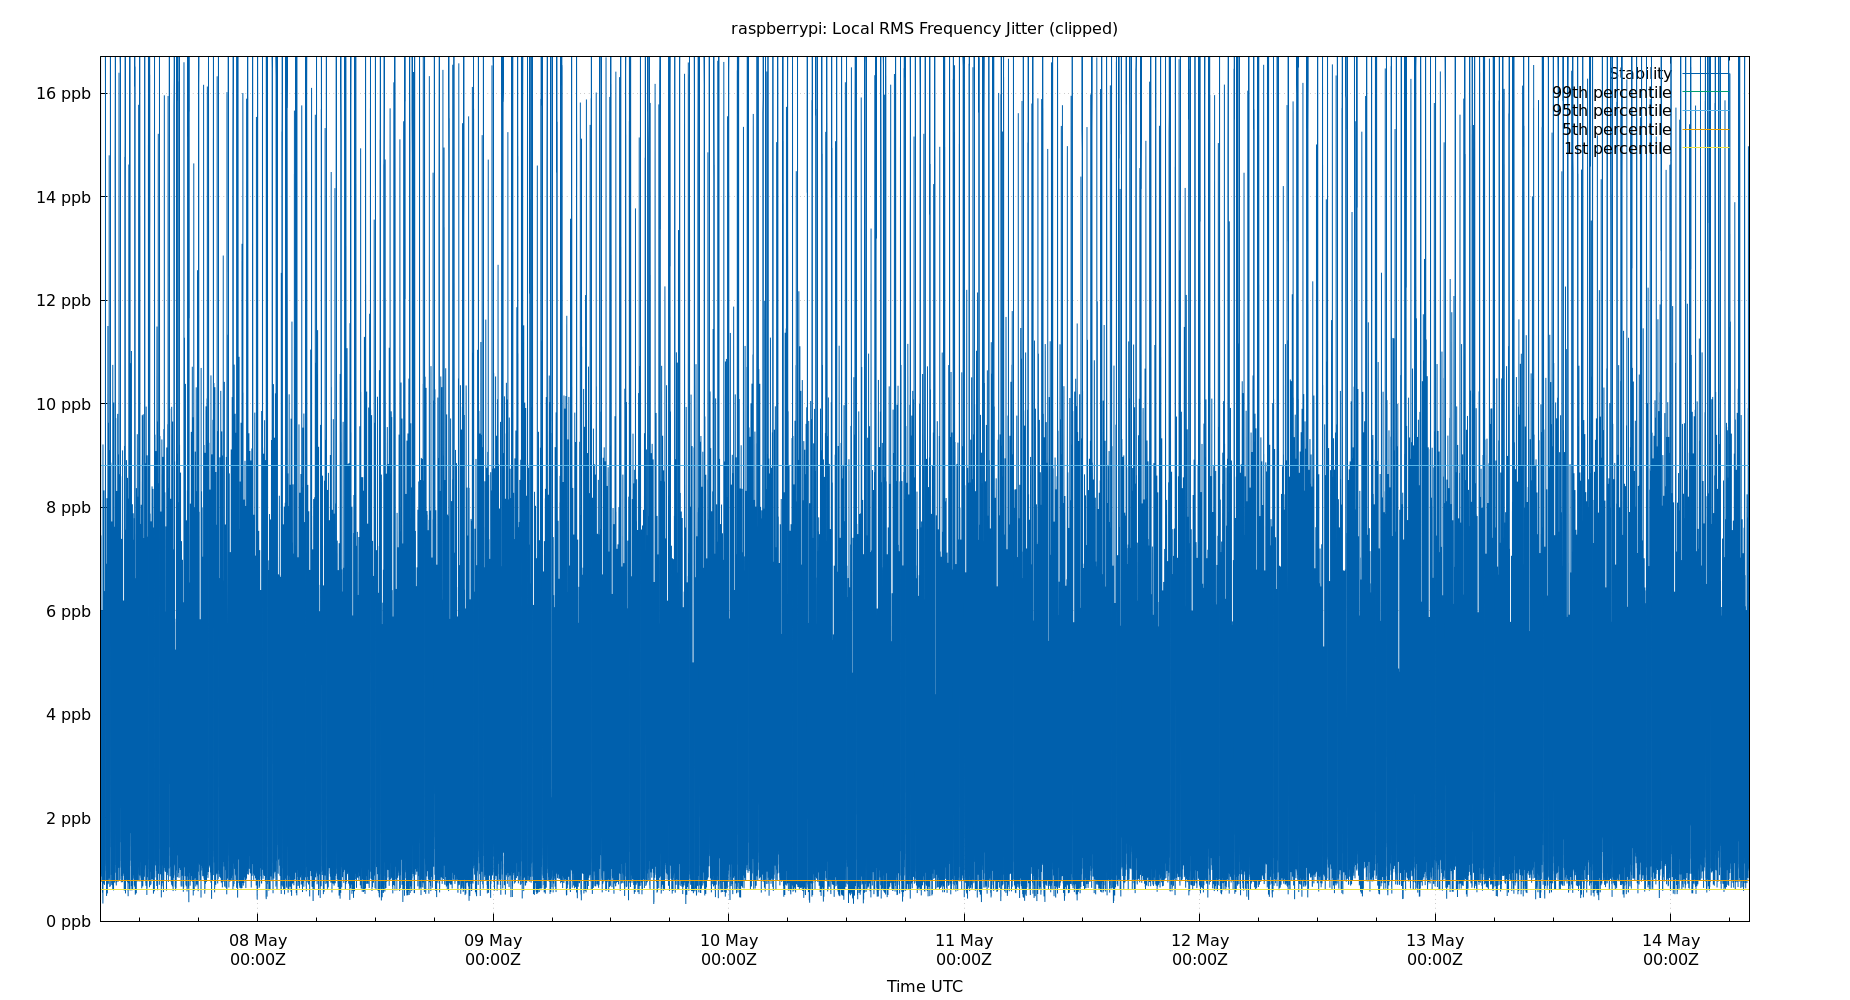 raspberrypi: Local RMS Frequency Jitter (clipped)
Stability
99th percentile
95th percentile
5th percentile
1st percentile
16 ppb
14 ppb
12 ppb
10 ppb
8 ppb
6 ppb
4 ppb
2 ppb
0 ppb
08 May 09 May 10 May 11 May 12 May 13 May 14 May
00:00Z 00:00Z 00:00Z 00:00Z 00:00Z 00:00Z 00:00Z
Time UTC